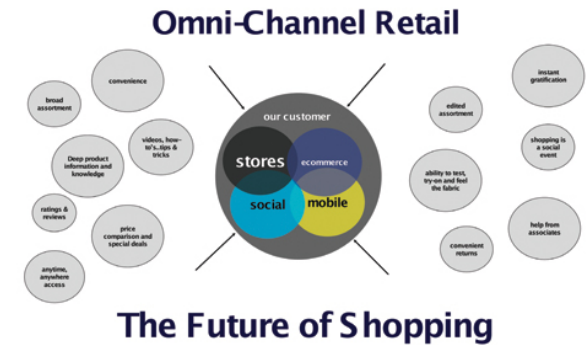 Omni-Channel Retail
convenience
broad
assortment
videos, how-
to's..tips &
tricks
Deep product
information and
knowledge
ratings &
reviews
price
comparison and
special deals
anytime,
anywhere
access
our customer
stores
ecommerce
social
mobile
instant
gratification
edited
assortment
shopping is
a social
event
ability to test,
try-on and feel
the fabric
help from
associates
convenient
returns
The Future of Shopping